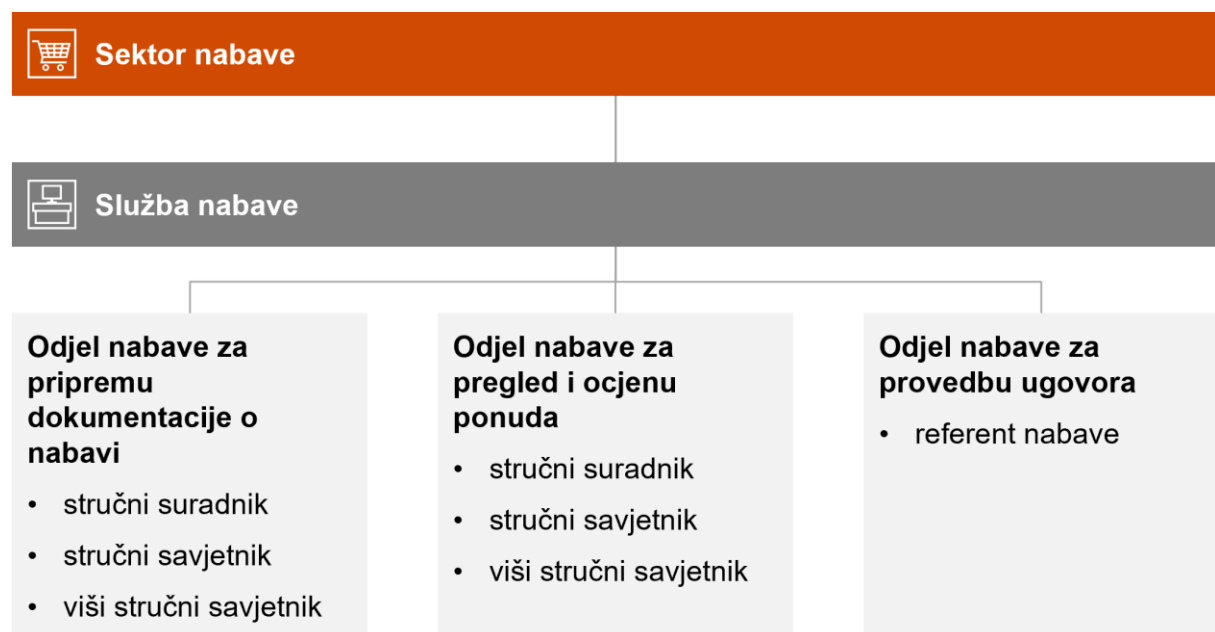 Sektor nabave
Služba nabave
Odjel nabave za
pripremu
dokumentacije o
nabavi
• stručni suradnik
• stručni savjetnik
• viši stručni savjetnik
Odjel nabave za
pregled i ocjenu
ponuda
• stručni suradnik
• stručni savjetnik
• viši stručni savjetnik
Odjel nabave za
provedbu ugovora
• referent nabave